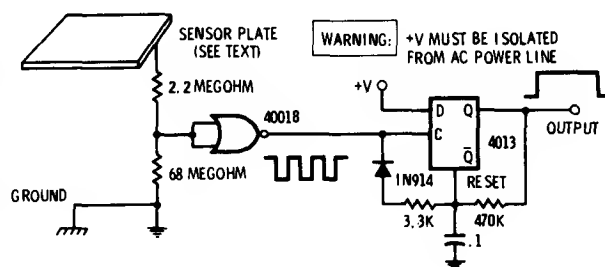 SENSOR PLATE
(SEE TEXT)
WARNING:
+V MUST BE ISOLATED
FROM AC POWER LINE
2.2 MEGOHM
40018
+V
D Q
C
Q̅
4013
OUTPUT
68 MEGOHM
1N914
RESET
GROUND
3.3K
470K
.1